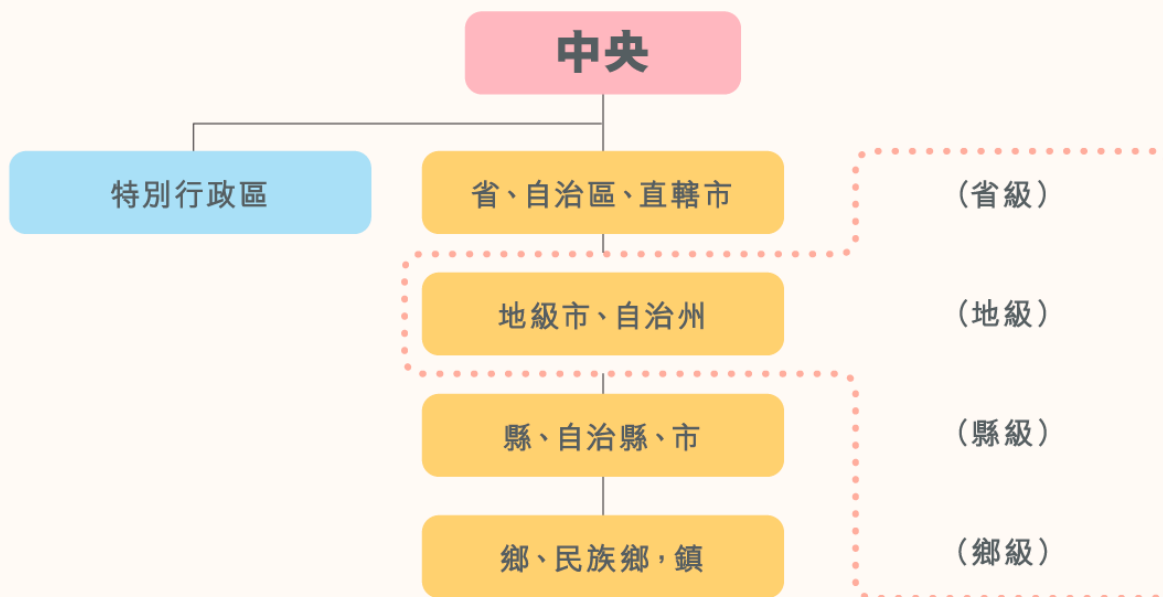 中央
特別行政區
省、自治區、直轄市
（省級）
地級市、自治州
（地級）
縣、自治縣、市
（縣級）
鄉、民族鄉，鎮
（鄉級）